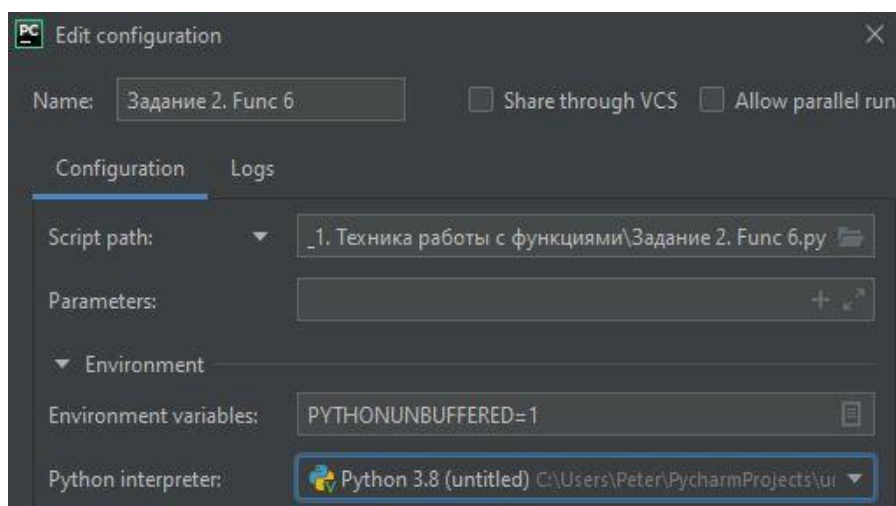 PC Edit configuration
Name: Задание 2. Func 6 Share through VCS Allow parallel run
Configuration Logs
Script path: _1. Техника работы с функциями\Задание 2. Func 6.py
Parameters:
Environment
Environment variables: PYTHONUNBUFFERED=1
Python interpreter: Python 3.8 (untitled) C:\Users\Peter\PycharmProjects\